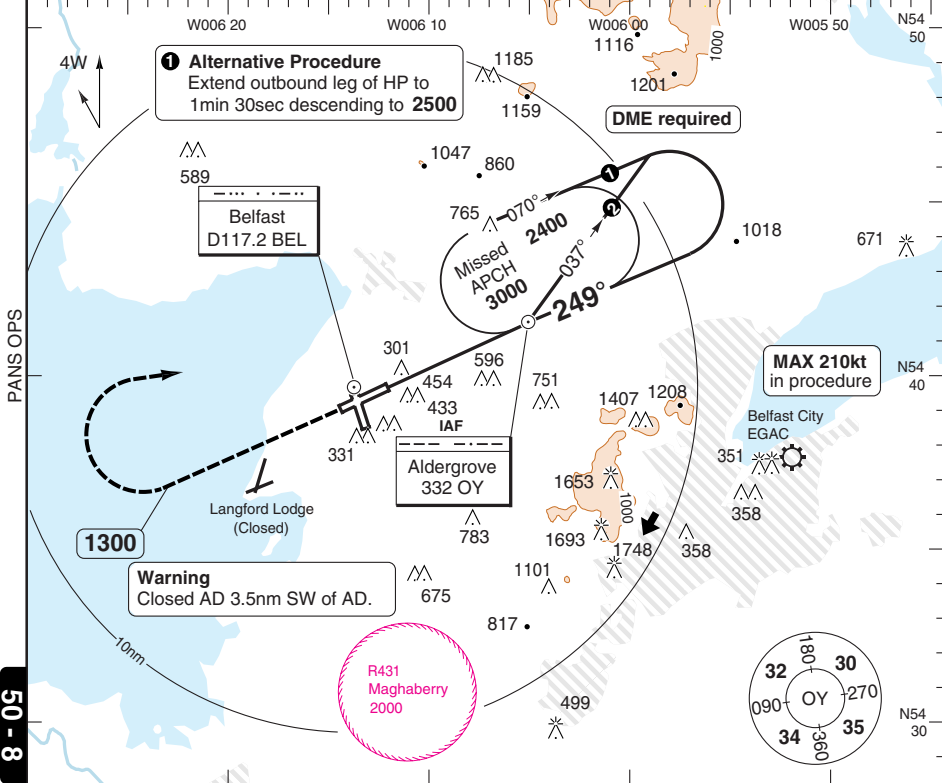 W006 20
W006 10
W006 00
W005 50
N54
50
4W
1 Alternative Procedure
Extend outbound leg of HP to
1min 30sec descending to 2500
1185
1159
1116
1000
1201
DME required
589
1047
860
765
070°
2400
1
2
Missed
APCH
3000
037°
249°
1018
671
Belfast
D117.2 BEL
PANS OPS
301
454
433
596
751
331
IAF
Aldergrove
332 OY
1407
1208
MAX 210kt
in procedure
N54
40
Belfast City
EGAC
351
358
1653
1000
1693
1748
358
783
Langford Lodge
(Closed)
1300
Warning
Closed AD 3.5nm SW of AD.
675
1101
817
10nm
R431
Maghaberry
2000
499
180
32
30
090
OY
270
34
35
360
N54
30
50 - 8